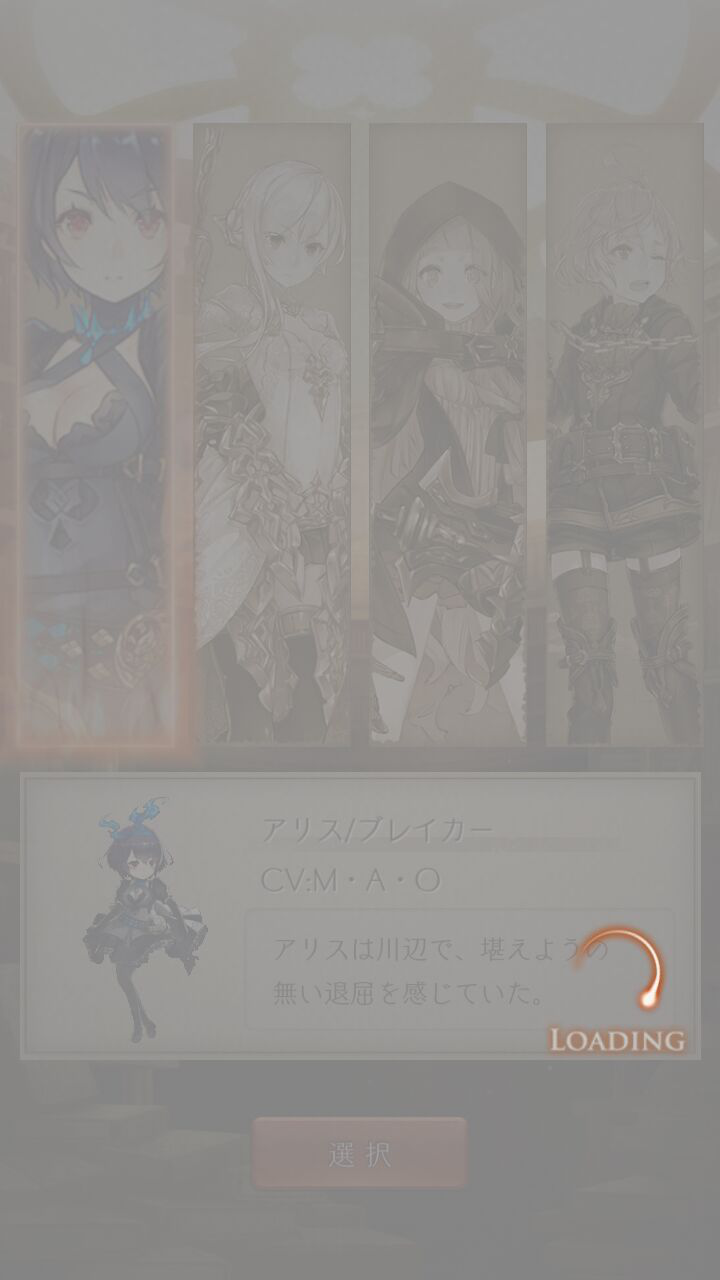 アリス/ブレイカー
CV:M・A・O
アリスは川辺で、堪えようの
無い退屈を感じていた。
LOADING
選択